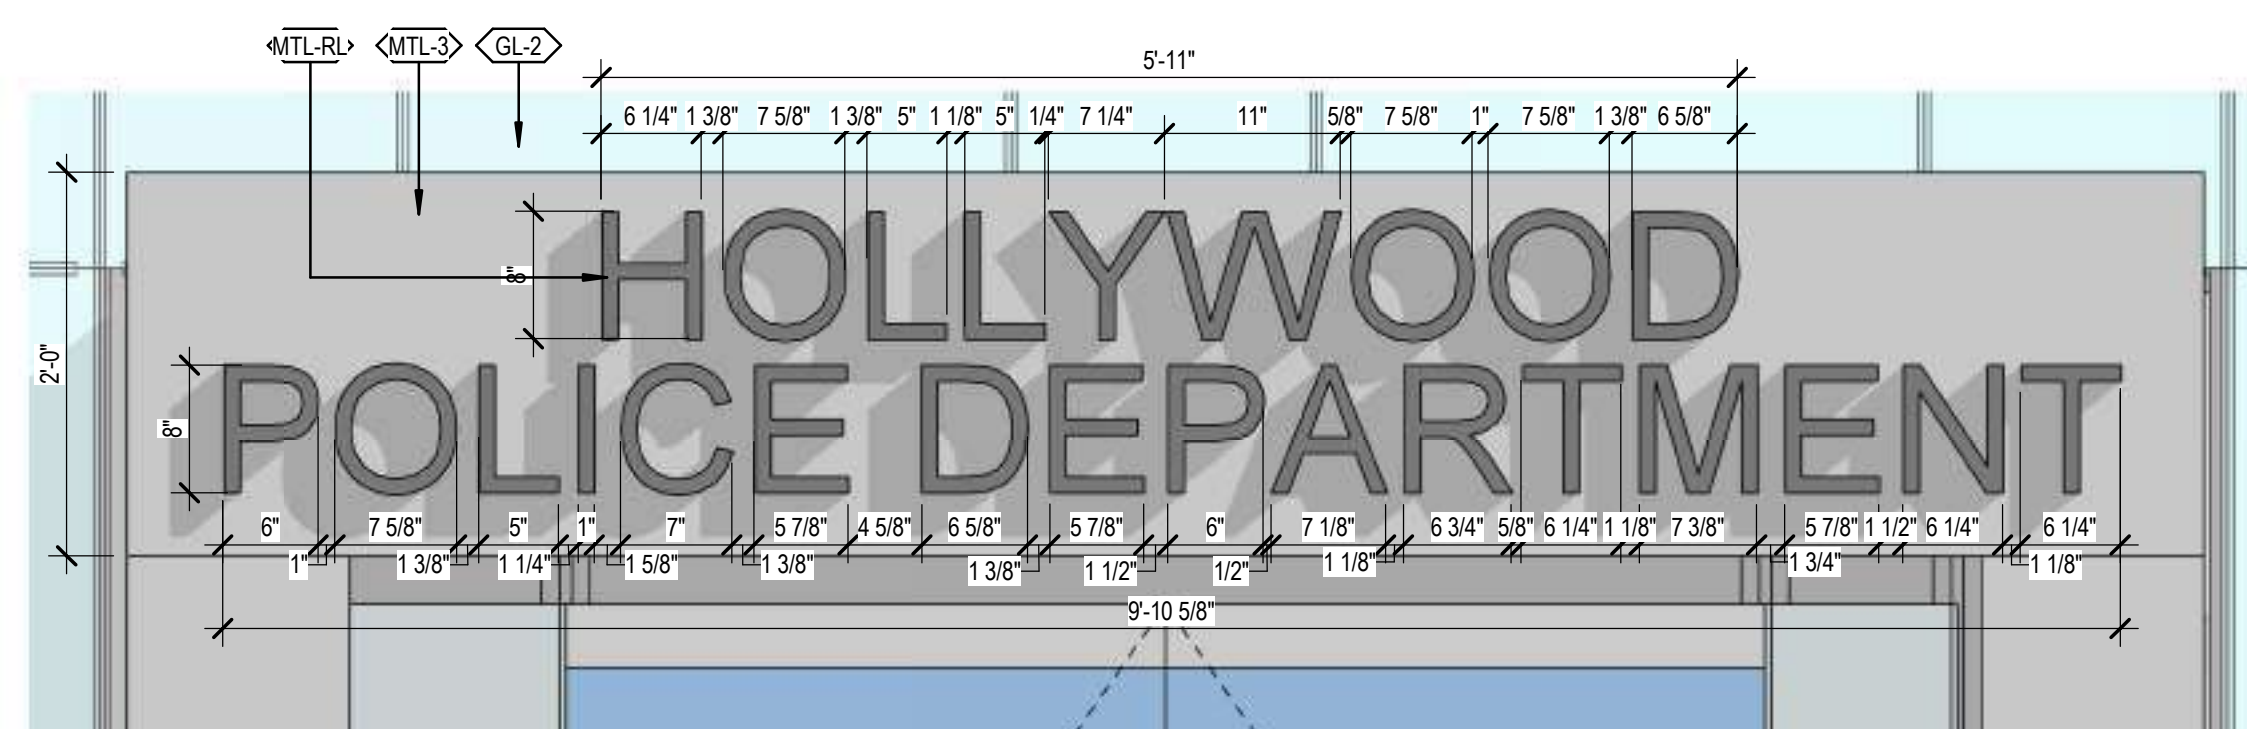 MTL-RL MTL-3 GL-2
5'-11"
6 1/4" 1 3/8" 7 5/8" 1 3/8" 5" 1 1/8" 5" 1/4" 7 1/4" 11" 5/8" 7 5/8" 1" 7 5/8" 1 3/8" 6 5/8"
8" HOLLYWOOD
2'-0"
8" POLICE DEPARTMENT
6" 7 5/8" 5" 1" 7" 5 7/8" 4 5/8" 6 5/8" 5 7/8" 6" 7 1/8" 6 3/4" 5/8" 6 1/4" 1 1/8" 7 3/8" 5 7/8" 1 1/2" 6 1/4" 6 1/4"
1" 1 3/8" 1 1/4" 1 5/8" 1 3/8" 1 3/8" 1 1/2" 1/2" 1 1/8" 1 3/4" 1 1/8"
9'-10 5/8"